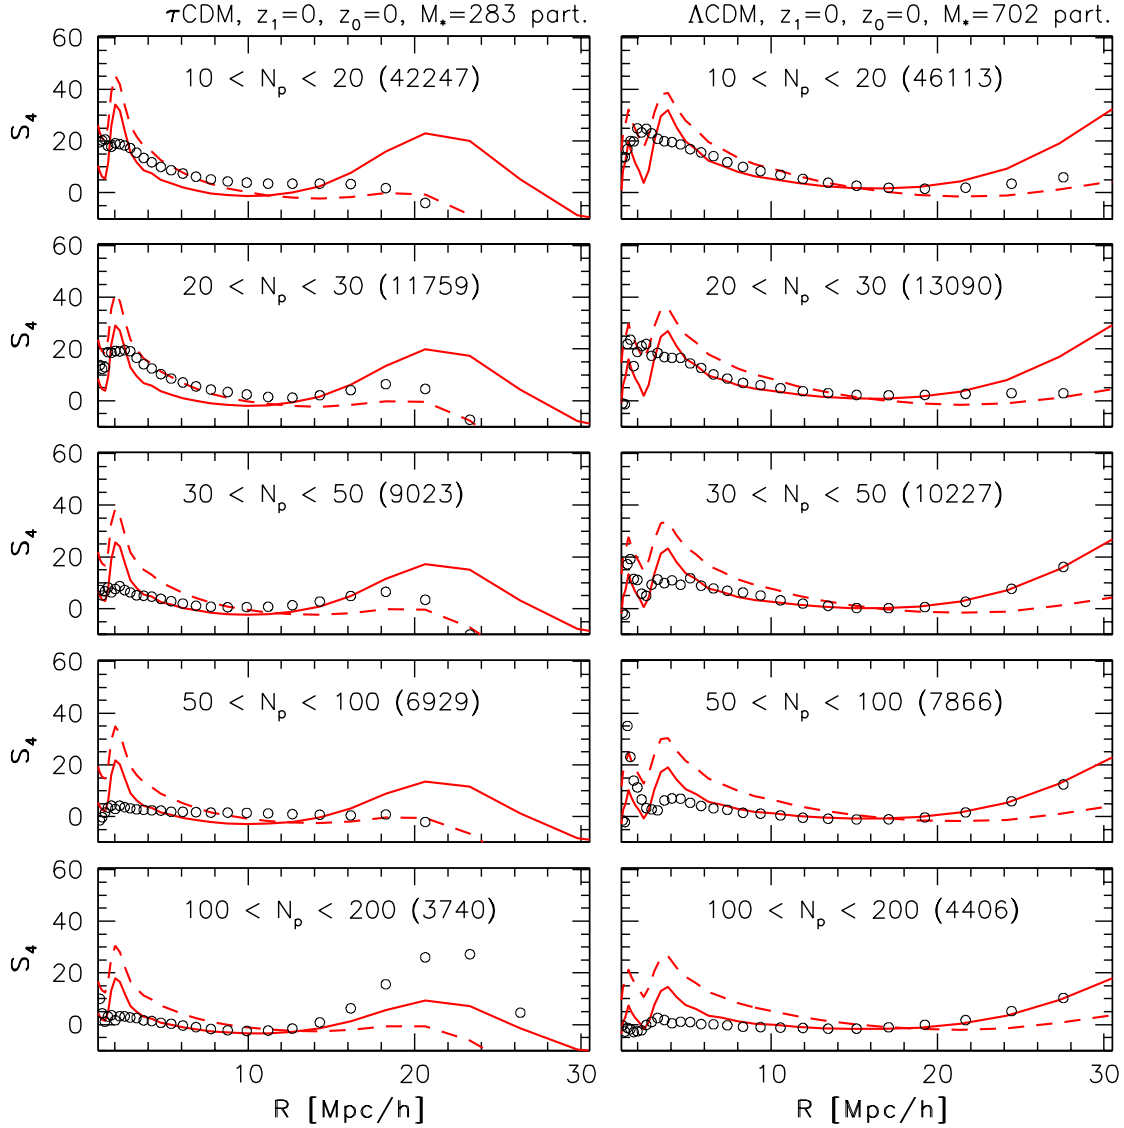 τCDM, z₁=0, z₀=0, M*=283 part.
ΛCDM, z₁=0, z₀=0, M*=702 part.
60
40
20
0
S₄
10 < Nₚ < 20 (42247)
10 < Nₚ < 20 (46113)
60
40
20
0
S₄
20 < Nₚ < 30 (11759)
20 < Nₚ < 30 (13090)
60
40
20
0
S₄
30 < Nₚ < 50 (9023)
30 < Nₚ < 50 (10227)
60
40
20
0
S₄
50 < Nₚ < 100 (6929)
50 < Nₚ < 100 (7866)
60
40
20
0
S₄
100 < Nₚ < 200 (3740)
100 < Nₚ < 200 (4406)
10 20 30
10 20 30
R [Mpc/h]
R [Mpc/h]